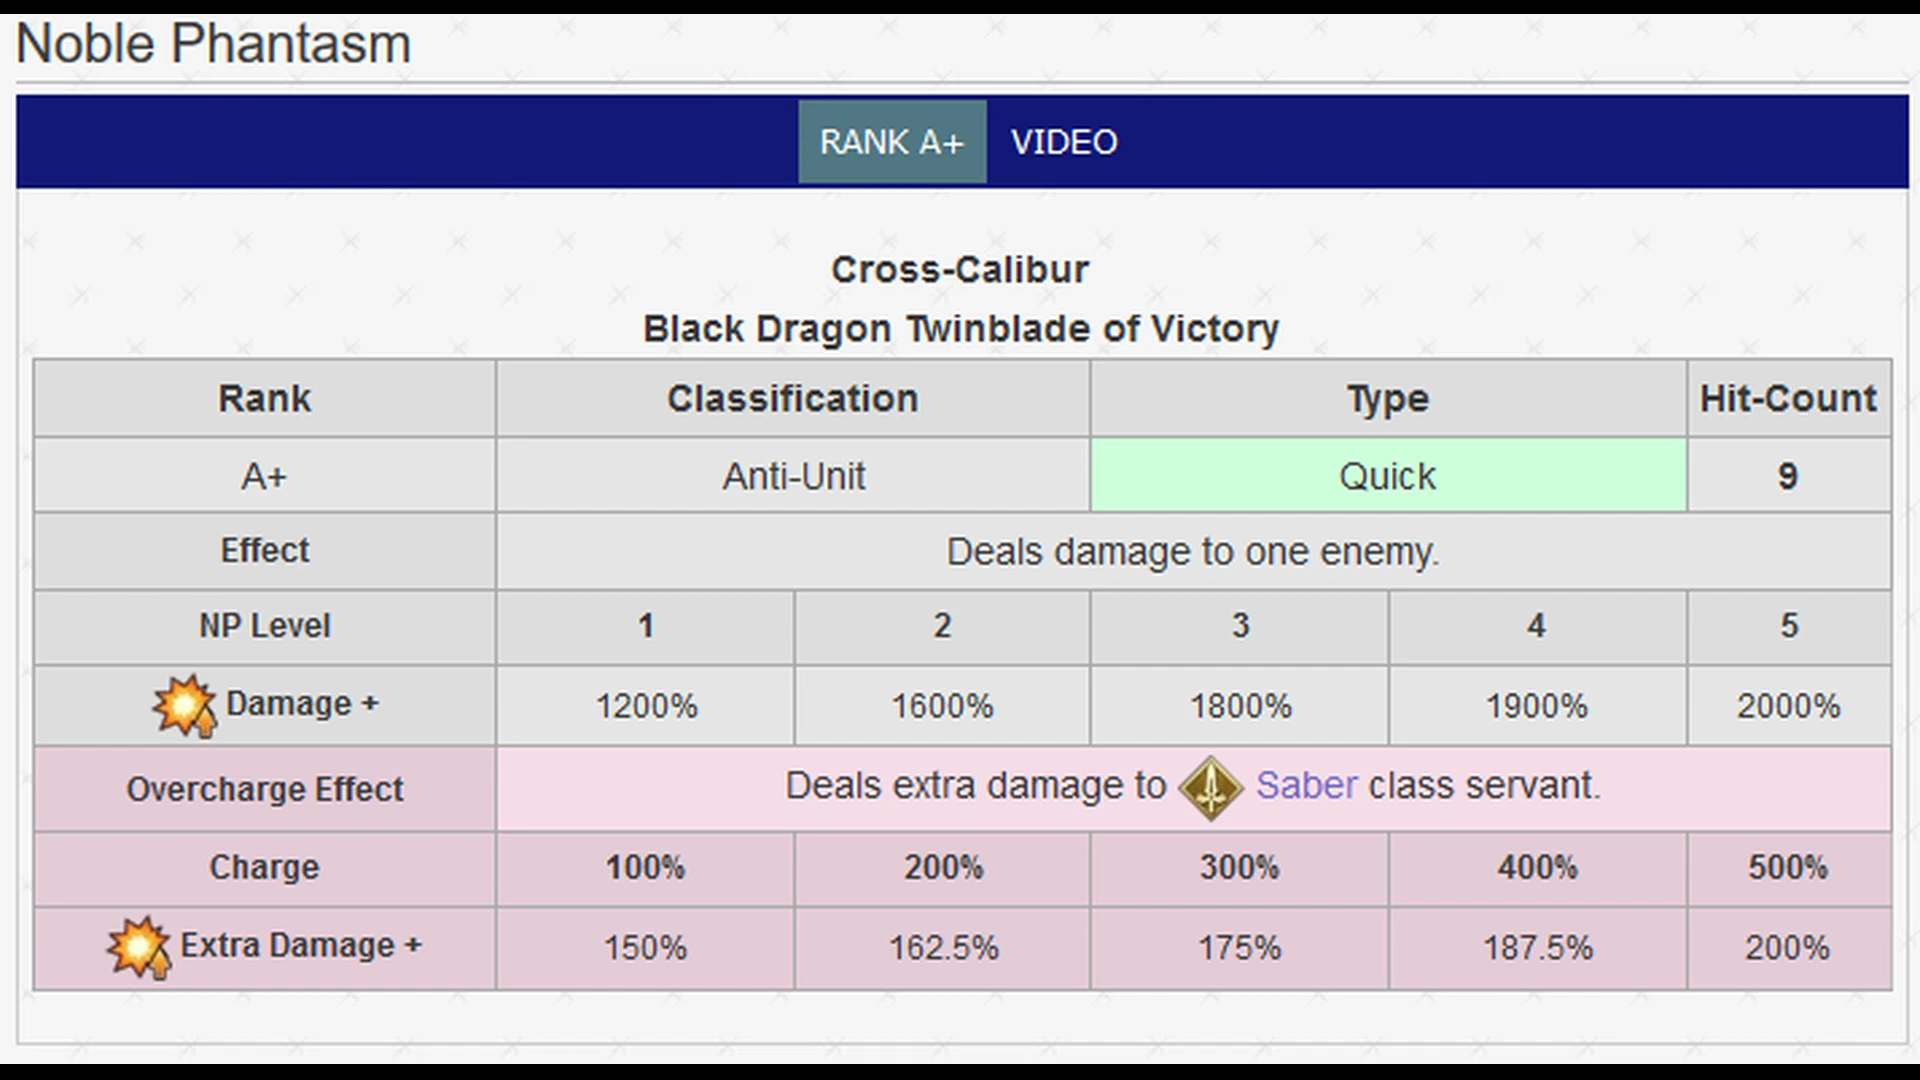 Noble Phantasm
RANK A+ VIDEO
Cross-Calibur
Black Dragon Twinblade of Victory
Rank Classification Type Hit-Count
A+ Anti-Unit Quick 9
Effect Deals damage to one enemy.
NP Level 1 2 3 4 5
Damage + 1200% 1600% 1800% 1900% 2000%
Overcharge Effect Deals extra damage to Saber class servant.
Charge 100% 200% 300% 400% 500%
Extra Damage + 150% 162.5% 175% 187.5% 200%